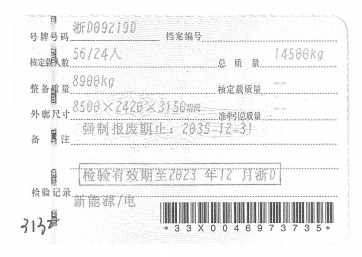 号牌号码 浙D09219D 档案编号
核定载人数 56/24人 总质量 14500kg
整备质量 8900kg 核定载质量 --
外廓尺寸 8500×2420×3150mm 准牵引总质量 --
备注 强制报废期止：2035-12-31
检验记录 检验有效期至2023年12月浙D
新能源/电
3132
*33X0046973735*